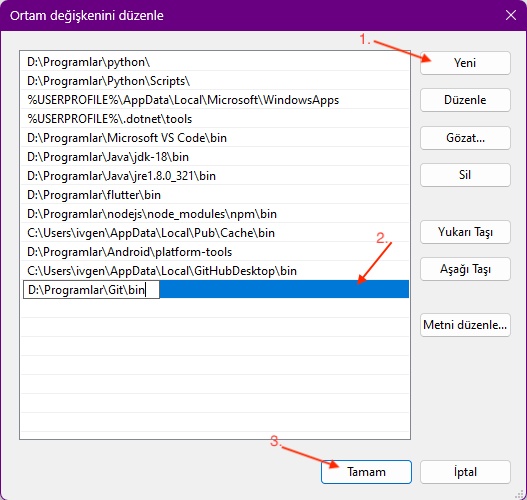 Ortam değişkenini düzenle
1.
D:\Programlar\python\
D:\Programlar\Python\Scripts\
%USERPROFILE%\AppData\Local\Microsoft\WindowsApps
%USERPROFILE%\.dotnet\tools
D:\Programlar\Microsoft VS Code\bin
D:\Programlar\Java\jdk-18\bin
D:\Programlar\Java\jre1.8.0_321\bin
D:\Programlar\flutter\bin
D:\Programlar\nodejs\node_modules\npm\bin
C:\Users\ivgen\AppData\Local\Pub\Cache\bin
D:\Programlar\Android\platform-tools
C:\Users\ivgen\AppData\Local\GitHubDesktop\bin
D:\Programlar\Git\bin
2.
Yeni
Düzenle
Gözat...
Sil
Yukarı Taşı
Aşağı Taşı
Metni düzenle...
3.
Tamam
İptal